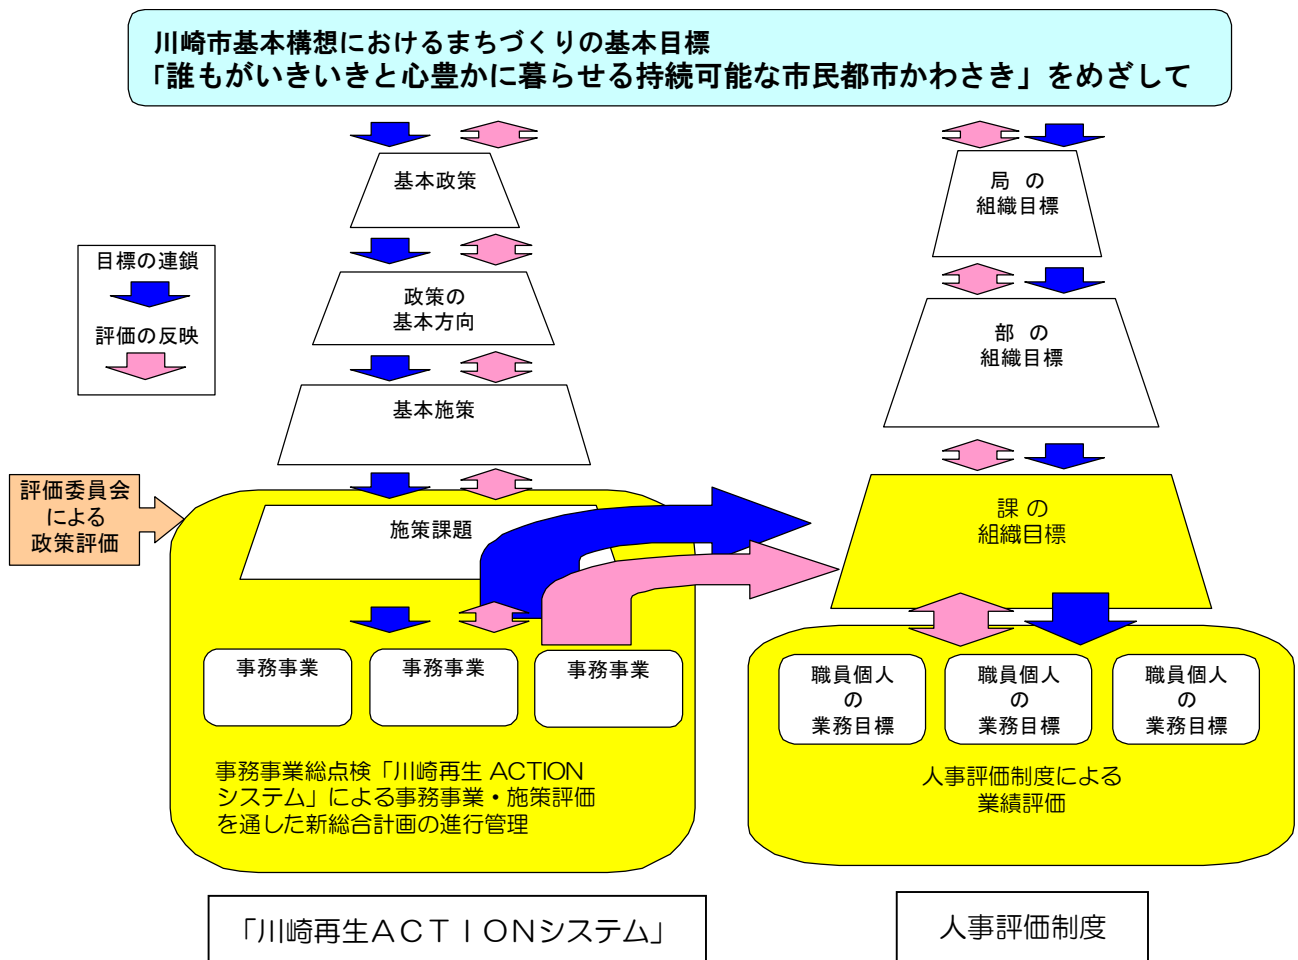 川崎市基本構想におけるまちづくりの基本目標
「誰もがいきいきと心豊かに暮らせる持続可能な市民都市かわさき」をめざして
基本政策
局 の
組織目標
目標の連鎖
評価の反映
政策の
基本方向
部 の
組織目標
基本施策
評価委員会
による
政策評価
施策課題
課 の
組織目標
事務事業
事務事業
事務事業
職員個人
の
業務目標
職員個人
の
業務目標
職員個人
の
業務目標
事務事業総点検「川崎再生 ACTION
システム」による事務事業・施策評価
を通した新総合計画の進行管理
人事評価制度による
業績評価
「川崎再生ACTIONシステム」
人事評価制度